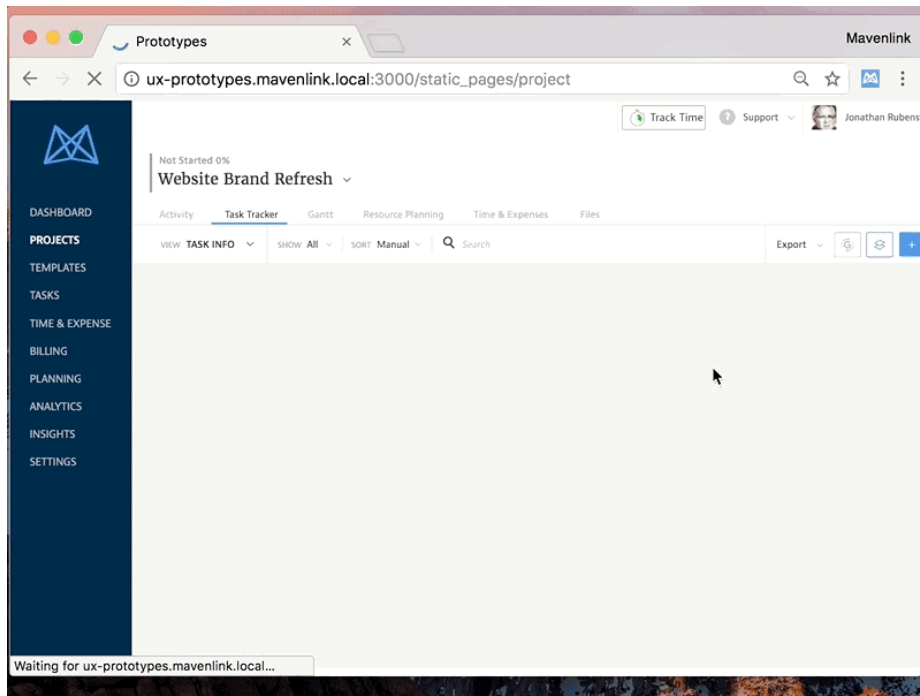 Prototypes
Mavenlink
ux-prototypes.mavenlink.local:3000/static_pages/project
Track Time
Support
Jonathan Rubens
Not Started 0%
Website Brand Refresh
Activity Task Tracker Gantt Resource Planning Time & Expenses Files
VIEW TASK INFO SHOW All SORT Manual Search Export +
DASHBOARD
PROJECTS
TEMPLATES
TASKS
TIME & EXPENSE
BILLING
PLANNING
ANALYTICS
INSIGHTS
SETTINGS
Waiting for ux-prototypes.mavenlink.local...